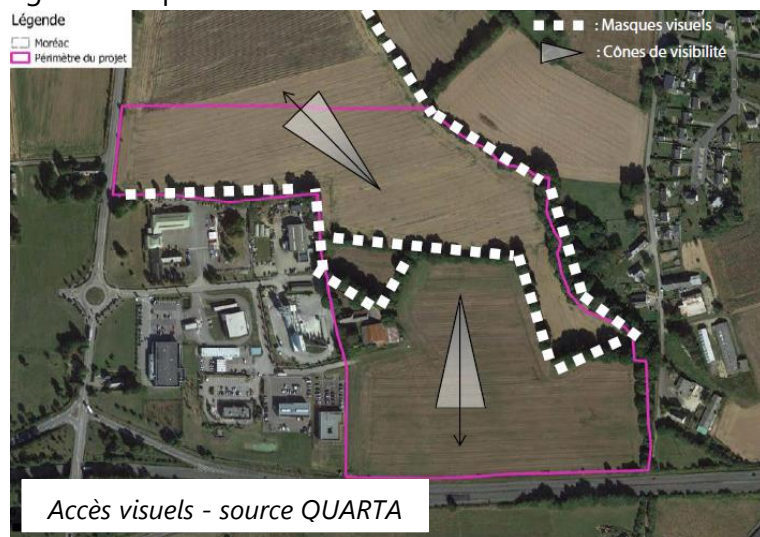 Légende
Moréac
Périmètre du projet
: Masques visuels
: Cônes de visibilité
Accès visuels - source QUARTA